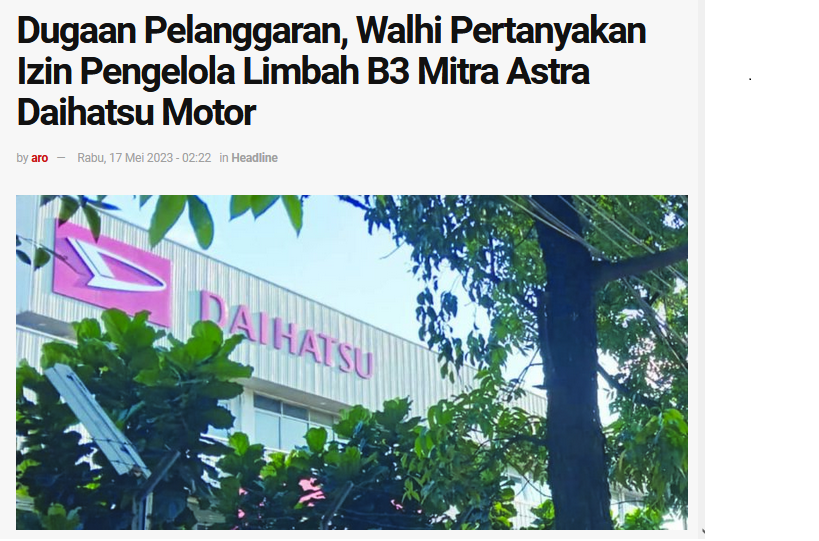 Dugaan Pelanggaran, Walhi Pertanyakan
Izin Pengelola Limbah B3 Mitra Astra
Daihatsu Motor
by aro — Rabu, 17 Mei 2023 - 02:22 in Headline
DAIHATSU